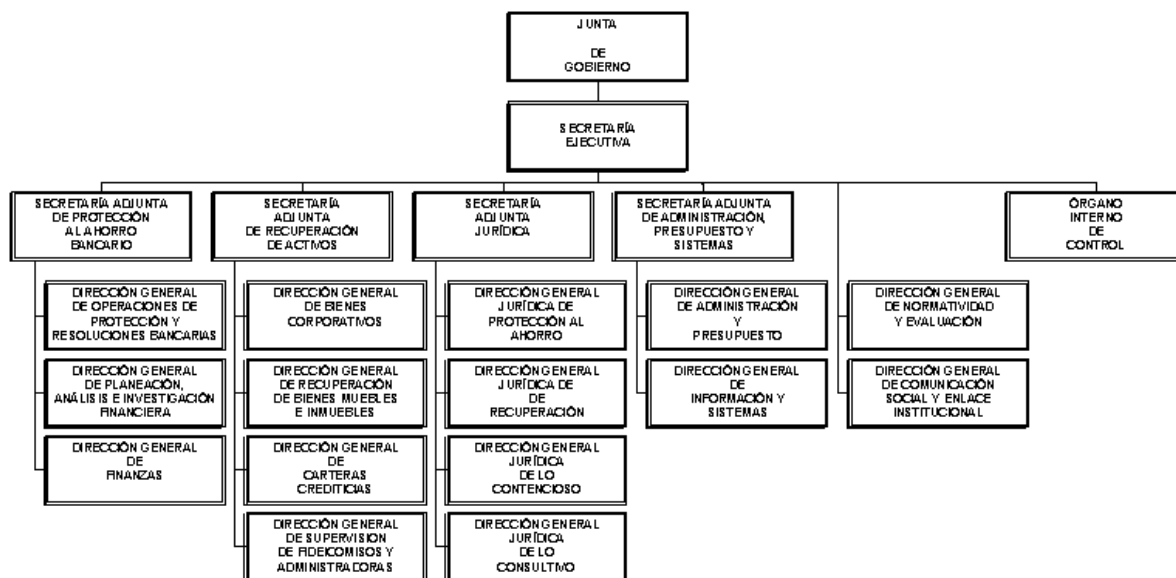 JUNTA
DE
GOBIERNO
SECRETARÍA
EJECUTIVA
SECRETARÍA ADJUNTA
DE PROTECCIÓN
AL AHORRO
BANCARIO
SECRETARÍA
ADJUNTA
DE RECUPERACIÓN
DE ACTIVOS
SECRETARÍA
ADJUNTA
JURÍDICA
SECRETARÍA ADJUNTA
DE ADMINISTRACIÓN,
PRESUPUESTO Y
SISTEMAS
ÓRGANO
INTERNO
DE
CONTROL
DIRECCIÓN GENERAL
DE OPERACIONES DE
PROTECCIÓN Y
RESOLUCIONES BANCARIAS
DIRECCIÓN GENERAL
DE BIENES
CORPORATIVOS
DIRECCIÓN GENERAL
JURÍDICA DE
PROTECCIÓN AL
AHORRO
DIRECCIÓN GENERAL
DE ADMINISTRACIÓN
Y
PRESUPUESTO
DIRECCIÓN GENERAL
DE NORMATIVIDAD
Y EVALUACIÓN
DIRECCIÓN GENERAL
DE PLANEACIÓN,
ANÁLISIS E INVESTIGACIÓN
FINANCIERA
DIRECCIÓN GENERAL
DE RECUPERACIÓN
DE BIENES MUEBLES
E INMUEBLES
DIRECCIÓN GENERAL
JURÍDICA DE
DE
RECUPERACIÓN
DIRECCIÓN GENERAL
DE
INFORMACIÓN Y
SISTEMAS
DIRECCIÓN GENERAL
DE COMUNICACIÓN
SOCIAL Y ENLACE
INSTITUCIONAL
DIRECCIÓN GENERAL
DE
FINANZAS
DIRECCIÓN GENERAL
DE
CARTERAS
CREDITICIAS
DIRECCIÓN GENERAL
JURÍDICA
DE LO
CONTENCIOSO
DIRECCIÓN GENERAL
DE SUPERVISION
DE FIDEICOMISOS Y
ADMINISTRADORAS
DIRECCIÓN GENERAL
JURÍDICA
DE LO
CONSULTIVO